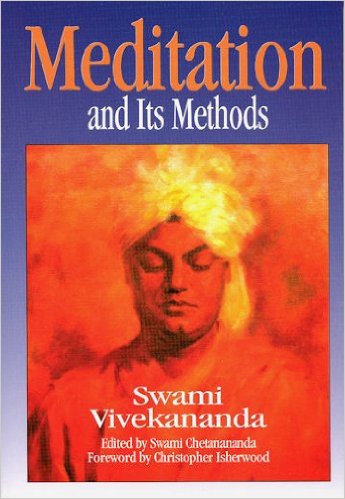 Meditation
and Its Methods
Swami
Vivekananda
Edited by Swami Chetanananda
Foreword by Christopher Isherwood